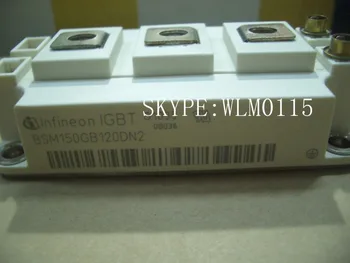 SKYPE:WLM0115
infineon IGBT
BSM150GB120DN2